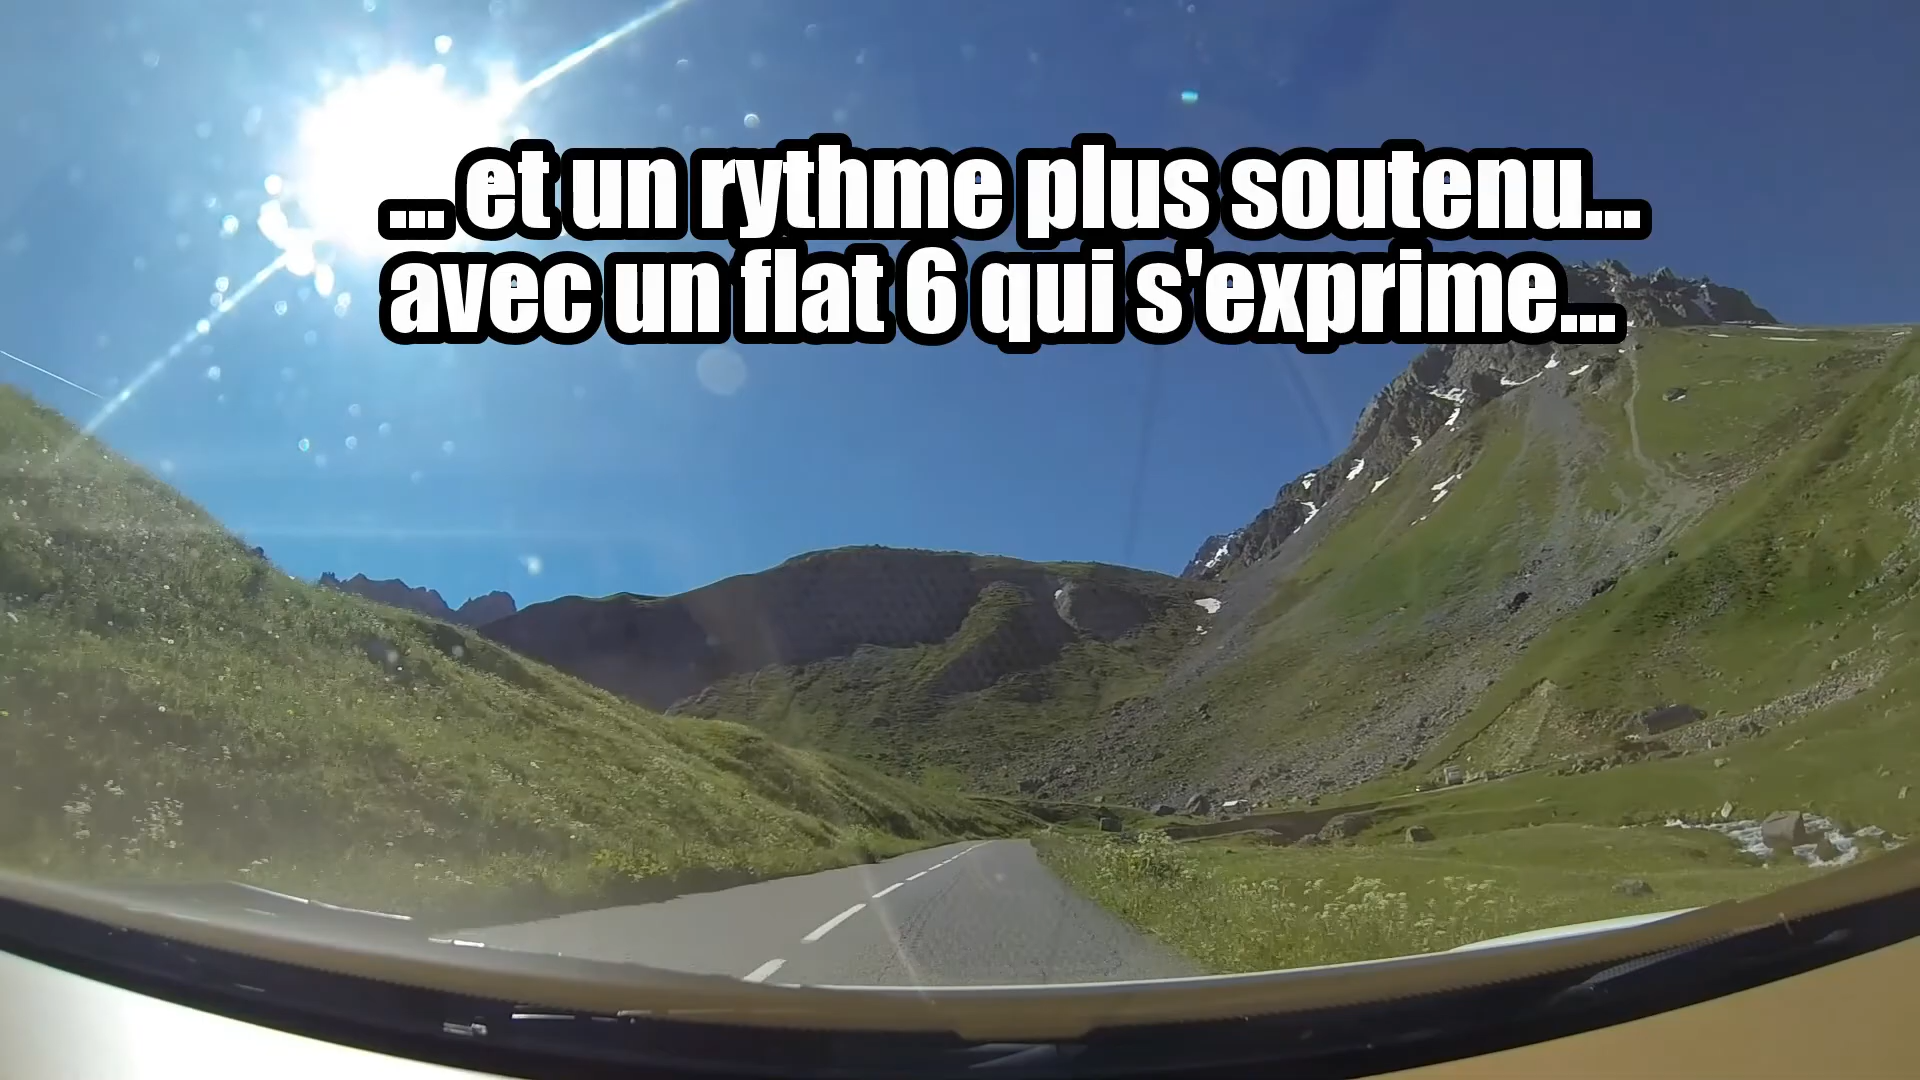 ... et un rythme plus soutenu...
avec un flat 6 qui s'exprime...